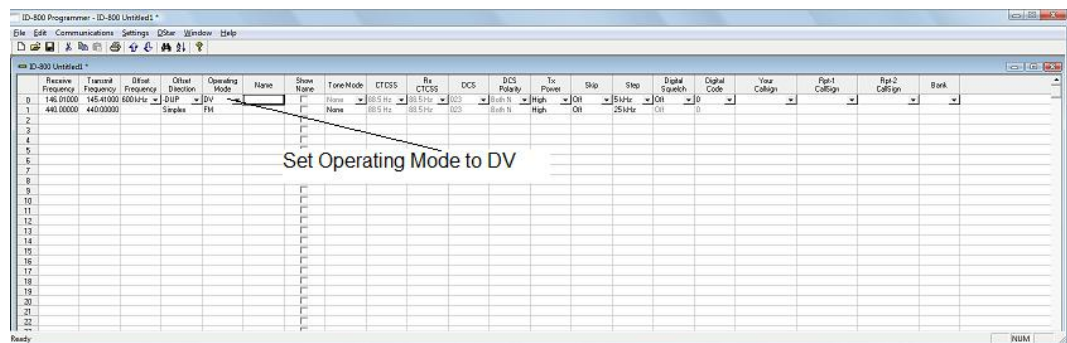 ID-800 Programmer - ID-800 Untitled1 *
File Edit Communications Settings DStar Window Help
ID-800 Untitled1 *
Receive Frequency Transmit Frequency Offset Frequency Offset Direction Operating Mode Name Show Name Tone Mode CTCSS Rx CTCSS DCS DCS Polarity Tx Power Skip Step Digital Squelch Digital Code Your Callsign Rpt-1 CallSign Rpt-2 CallSign Bank
0 146.01000 145.41000 600 kHz -DUP DV None 88.5 Hz 88.5 Hz 023 Both N High Off 5 kHz Off 0
1 440.00000 440.00000 Simplex FM None 88.5 Hz 88.5 Hz 023 Both N High Off 25 kHz Off 0
2
3
4
5
6
7
8
9
10
11
12
13
14
15
16
17
18
19
20
21
22
Set Operating Mode to DV
Ready NUM